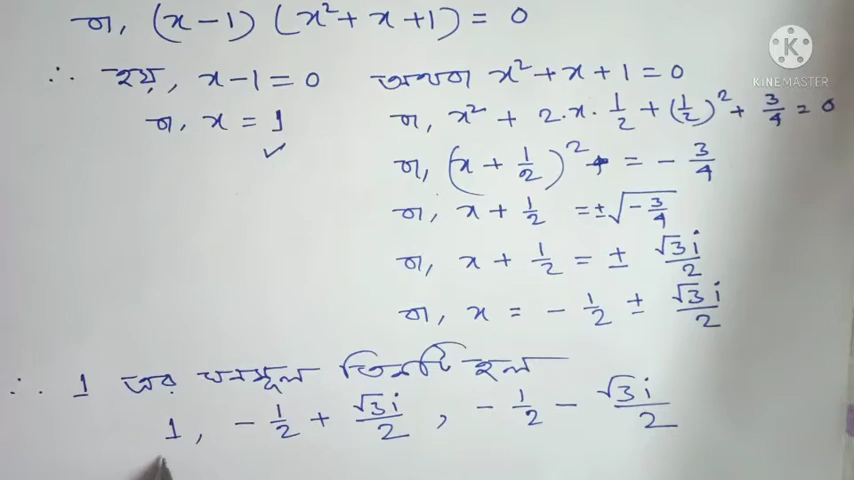 বা, (x-1) (x²+x+1) = 0
∴ হয়, x-1=0 অথবা x²+x+1=0
বা, x = 1 ✓
বা, x² + 2.x.1/2 + (1/2)² + 3/4 = 0
বা, (x + 1/2)² = - 3/4
বা, x + 1/2 = ±√(-3/4)
বা, x + 1/2 = ± √3i/2
বা, x = - 1/2 ± √3i/2
∴ 1 এর ঘনমূল তিনটি হল
1, - 1/2 + √3i/2, - 1/2 - √3i/2
K
KINEMASTER